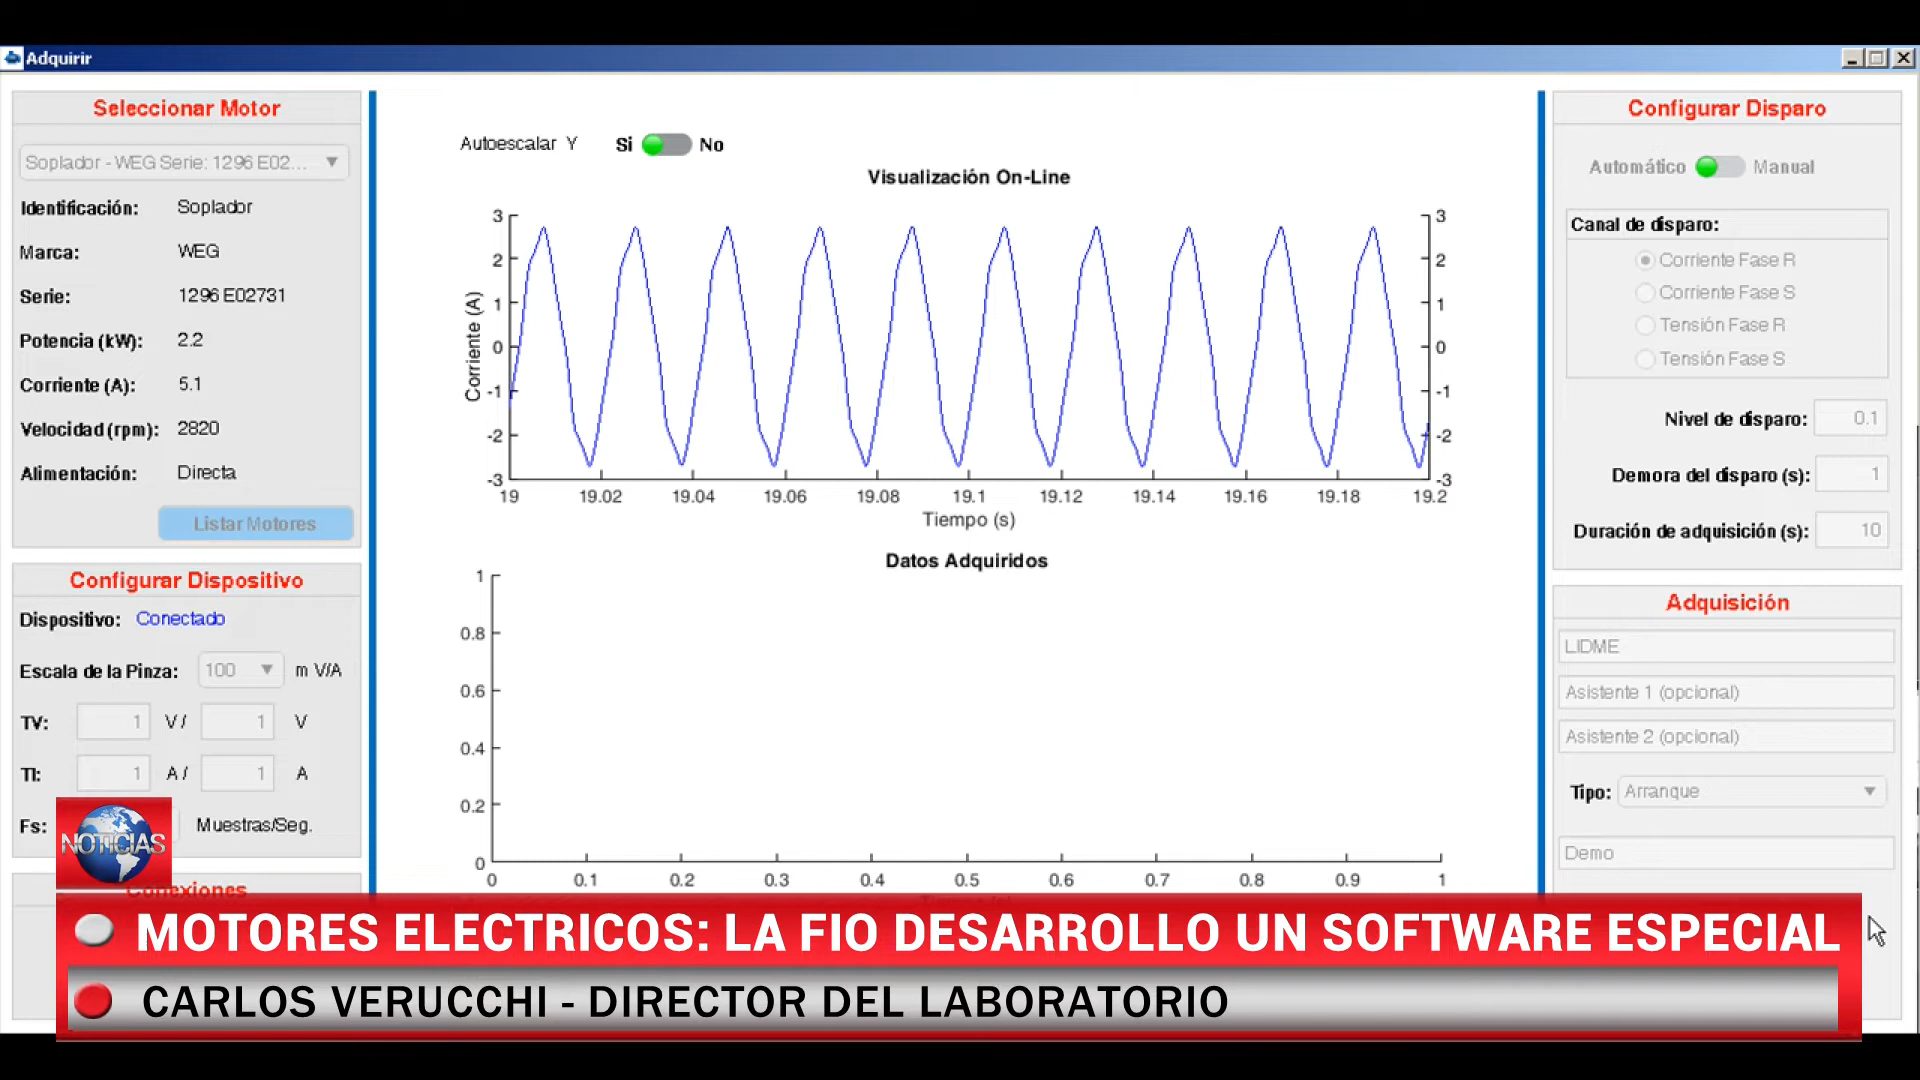 Adquirir
Seleccionar Motor
Soplador - WEG Serie: 1296 E02...
Identificación: Soplador
Marca: WEG
Serie: 1296 E02731
Potencia (kW): 2.2
Corriente (A): 5.1
Velocidad (rpm): 2820
Alimentación: Directa
Listar Motores
Configurar Dispositivo
Dispositivo: Conectado
Escala de la Pinza: 100 m V/A
TV: 1 V / 1 V
TI: 1 A / 1 A
Fs: Muestras/Seg.
Conexiones
Autoescalar Y Si No
Visualización On-Line
3 3
2 2
1 1
0 0
-1 -1
-2 -2
-3 -3
Corriente (A)
19 19.02 19.04 19.06 19.08 19.1 19.12 19.14 19.16 19.18 19.2
Tiempo (s)
Datos Adquiridos
1
0.8
0.6
0.4
0.2
0
0 0.1 0.2 0.3 0.4 0.5 0.6 0.7 0.8 0.9 1
Configurar Disparo
Automático Manual
Canal de disparo:
Corriente Fase R
Corriente Fase S
Tensión Fase R
Tensión Fase S
Nivel de disparo: 0.1
Demora del disparo (s): 1
Duración de adquisición (s): 10
Adquisición
LIDME
Asistente 1 (opcional)
Asistente 2 (opcional)
Tipo: Arranque
Demo
NOTICIAS
MOTORES ELECTRICOS: LA FIO DESARROLLO UN SOFTWARE ESPECIAL
CARLOS VERUCCHI - DIRECTOR DEL LABORATORIO